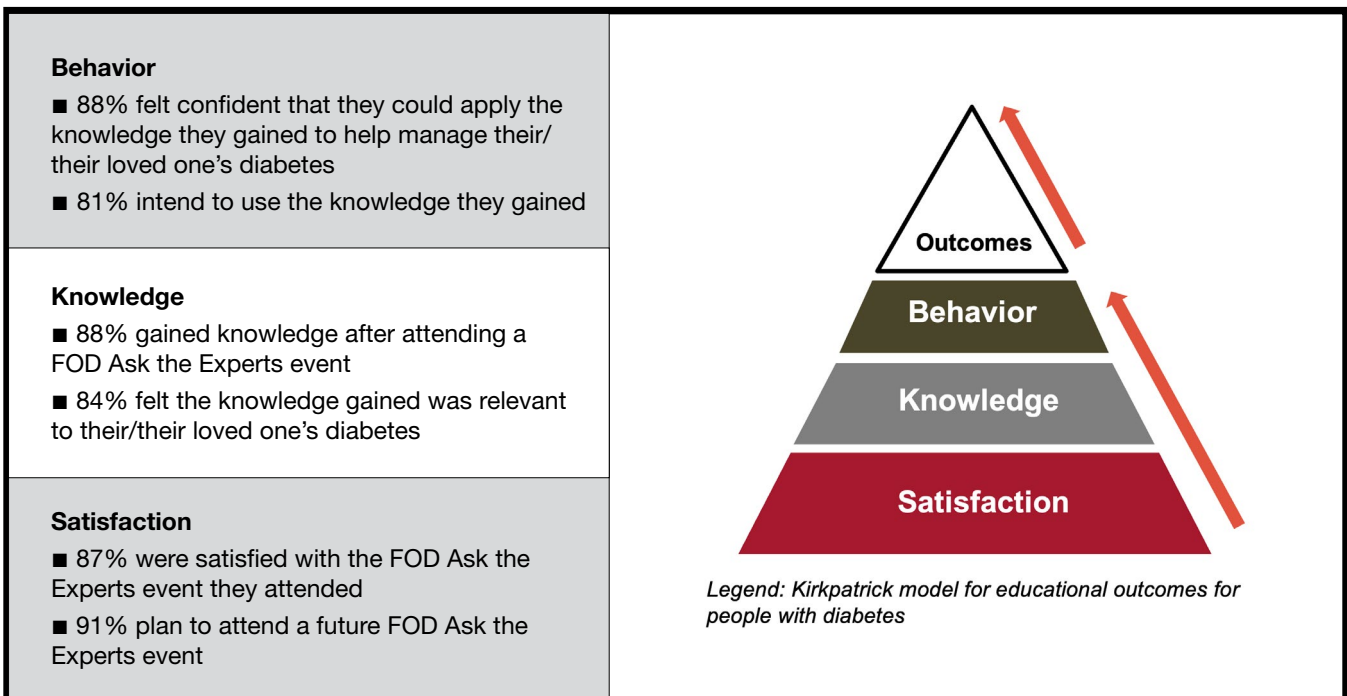 Behavior
■ 88% felt confident that they could apply the
knowledge they gained to help manage their/
their loved one’s diabetes
■ 81% intend to use the knowledge they gained
Knowledge
■ 88% gained knowledge after attending a
FOD Ask the Experts event
■ 84% felt the knowledge gained was relevant
to their/their loved one’s diabetes
Satisfaction
■ 87% were satisfied with the FOD Ask the
Experts event they attended
■ 91% plan to attend a future FOD Ask the
Experts event
Outcomes
Behavior
Knowledge
Satisfaction
Legend: Kirkpatrick model for educational outcomes for
people with diabetes